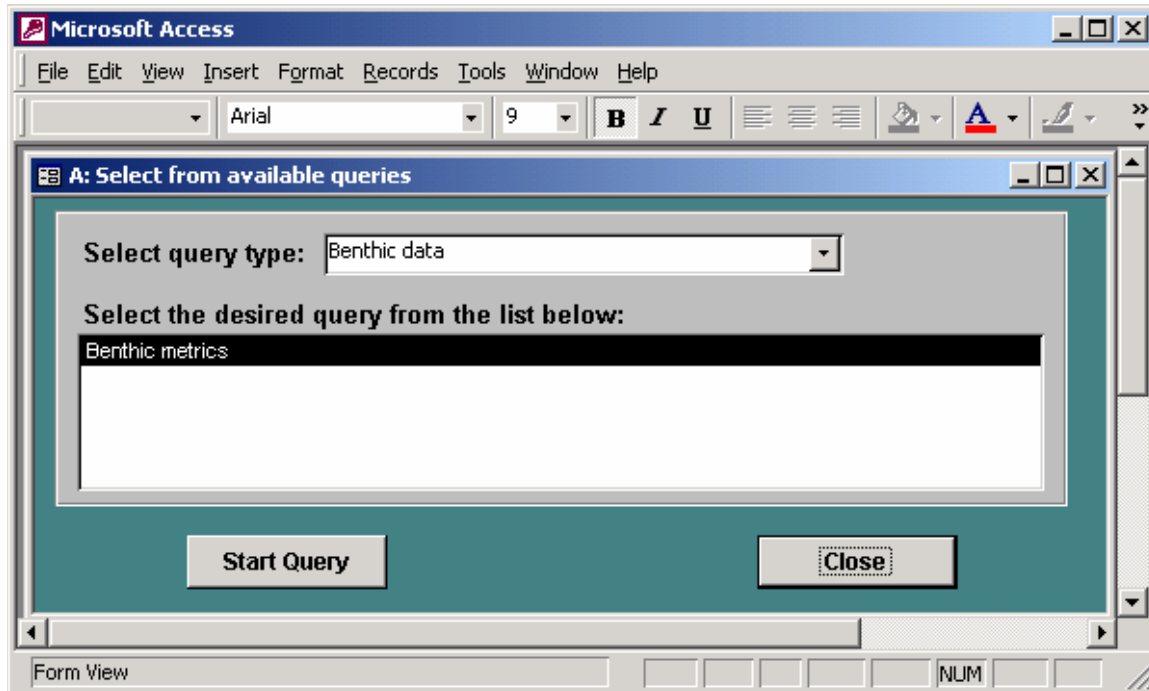 Microsoft Access
File Edit View Insert Format Records Tools Window Help
Arial 9 B I U A
A: Select from available queries
Select query type: Benthic data
Select the desired query from the list below:
Benthic metrics
Start Query Close
Form View NUM